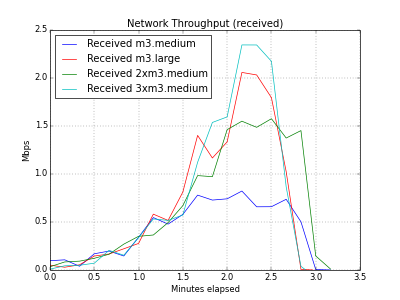 Network Throughput (received)
2.5
2.0
1.5
1.0
0.5
0.0
Mbps
Received m3.medium
Received m3.large
Received 2xm3.medium
Received 3xm3.medium
0.0 0.5 1.0 1.5 2.0 2.5 3.0 3.5
Minutes elapsed